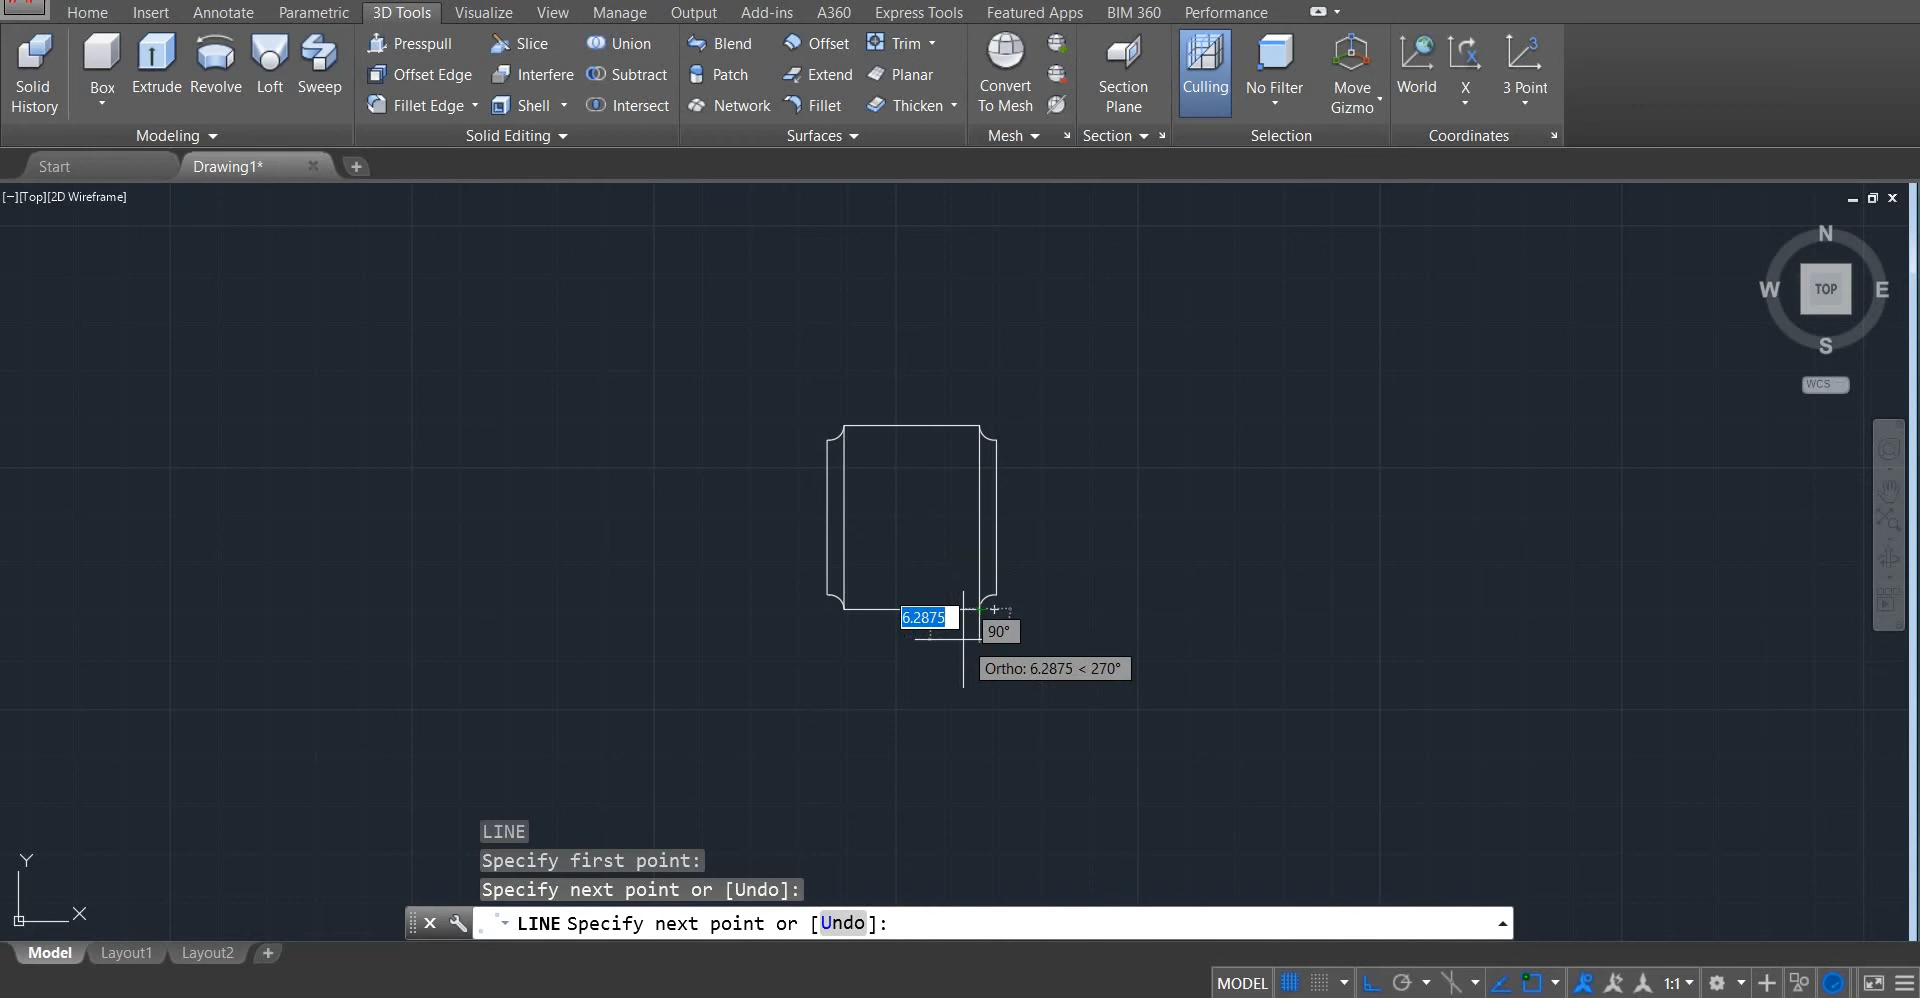 Home Insert Annotate Parametric 3D Tools Visualize View Manage Output Add-ins A360 Express Tools Featured Apps BIM 360 Performance
Solid History
Box
Extrude
Revolve
Loft
Sweep
Modeling
Presspull
Offset Edge
Fillet Edge
Slice
Interfere
Shell
Union
Subtract
Intersect
Solid Editing
Blend
Patch
Network
Offset
Extend
Fillet
Trim
Planar
Thicken
Surfaces
Convert To Mesh
Mesh
Section Plane
Section
Culling
No Filter
Move Gizmo
Selection
World
X
3 Point
Coordinates
Start
Drawing1*
[−][Top][2D Wireframe]
N
W
TOP
E
S
WCS
6.2875
90°
Ortho: 6.2875 < 270°
LINE
Specify first point:
Specify next point or [Undo]:
LINE Specify next point or [Undo]:
Y
X
Model
Layout1
Layout2
MODEL
1:1